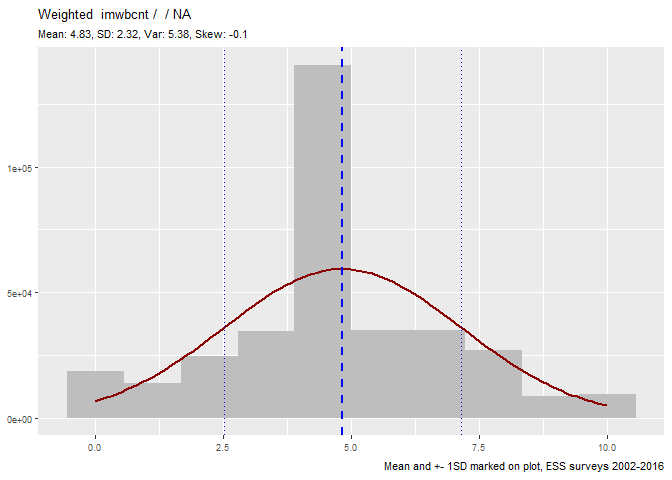 Weighted  imwbcnt /  / NA
Mean: 4.83, SD: 2.32, Var: 5.38, Skew: -0.1
1e+05
5e+04
0e+00
0.0 2.5 5.0 7.5 10.0
Mean and +- 1SD marked on plot, ESS surveys 2002-2016